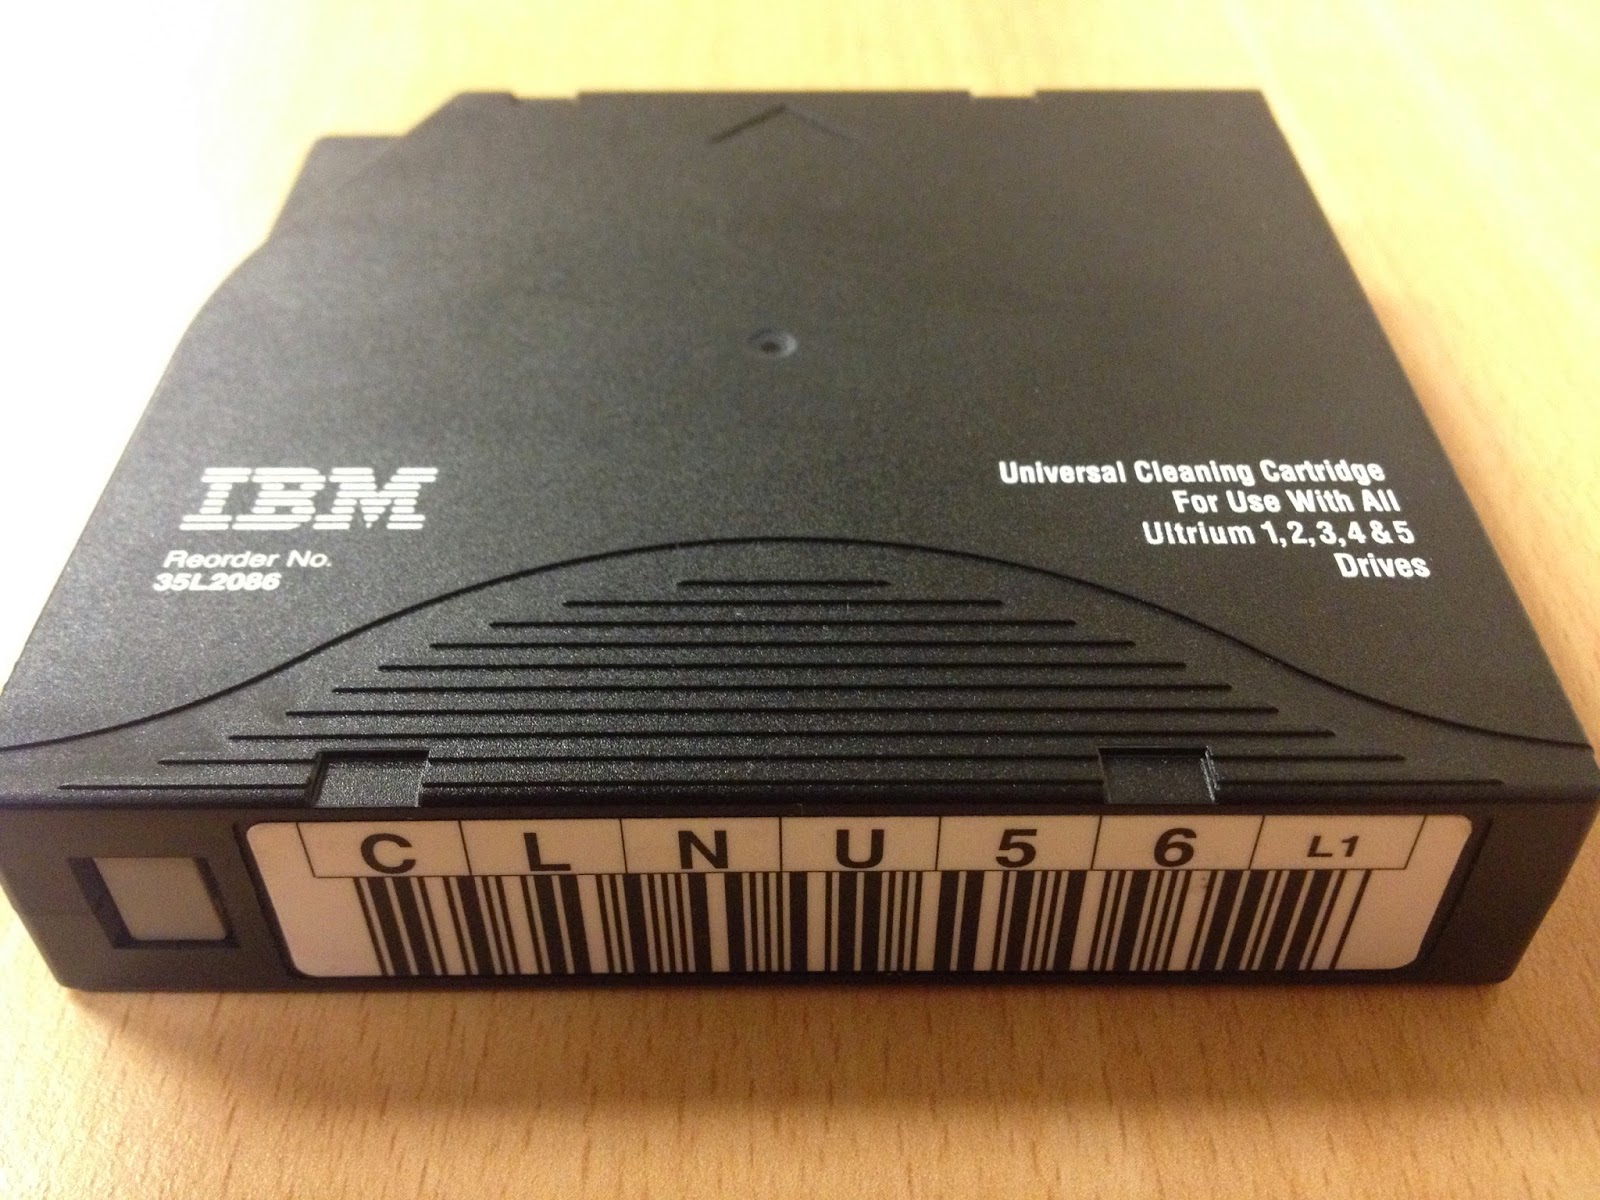 IBM
Reorder No.
35L2086
Universal Cleaning Cartridge
For Use With All
Ultrium 1,2,3,4 & 5
Drives
C L N U 5 6 L1